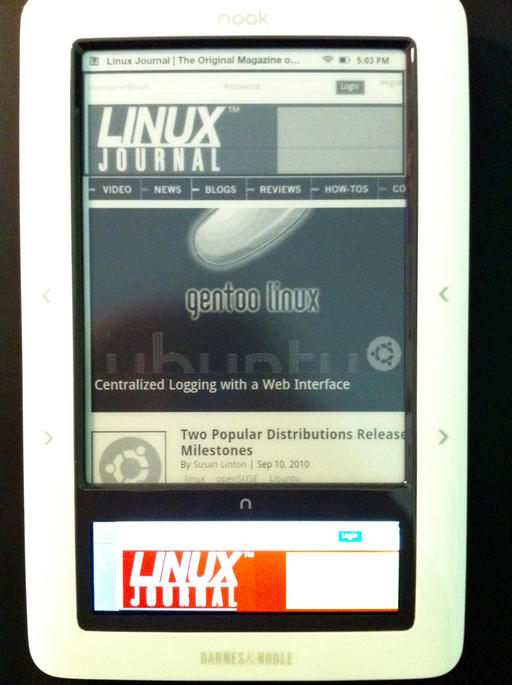 nook
Linux Journal | The Original Magazine o... 5:03 PM
Username/Email: Password: Login Regist
LINUX™
JOURNAL
VIDEO NEWS BLOGS REVIEWS HOW-TOS CO
gentoo linux
ubuntu
Centralized Logging with a Web Interface
Two Popular Distributions Release
Milestones
By Susan Linton | Sep 10, 2010
linux openSUSE Ubuntu
n
Login
LINUX™
JOURNAL
BARNES&NOBLE